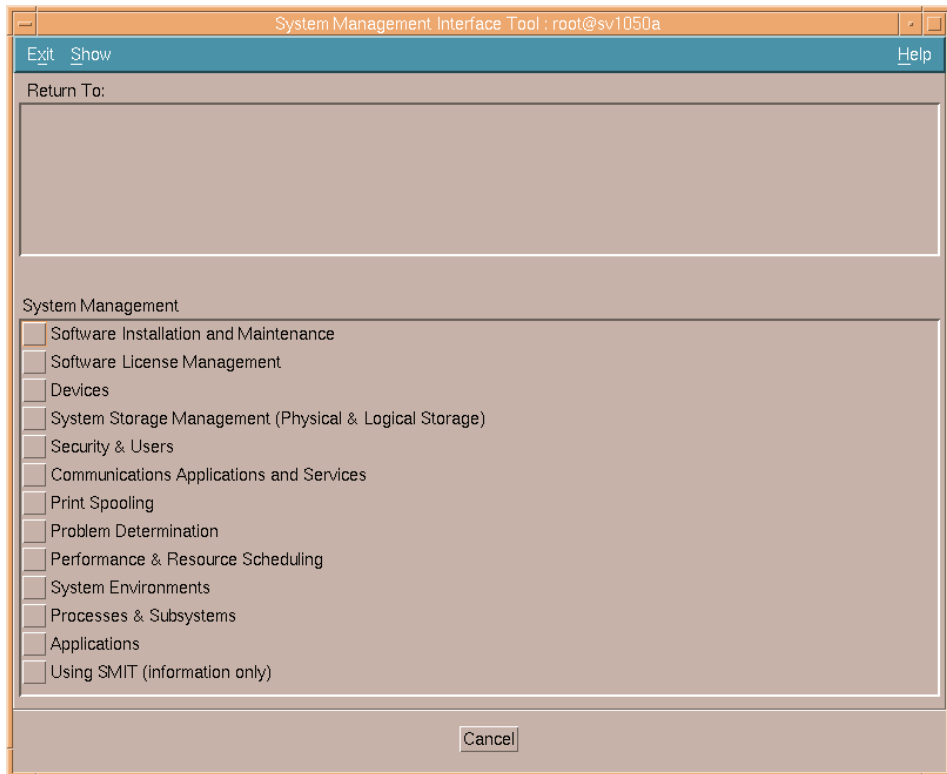 System Management Interface Tool : root@sv1050a
Exit Show Help
Return To:
System Management
Software Installation and Maintenance
Software License Management
Devices
System Storage Management (Physical & Logical Storage)
Security & Users
Communications Applications and Services
Print Spooling
Problem Determination
Performance & Resource Scheduling
System Environments
Processes & Subsystems
Applications
Using SMIT (information only)
Cancel